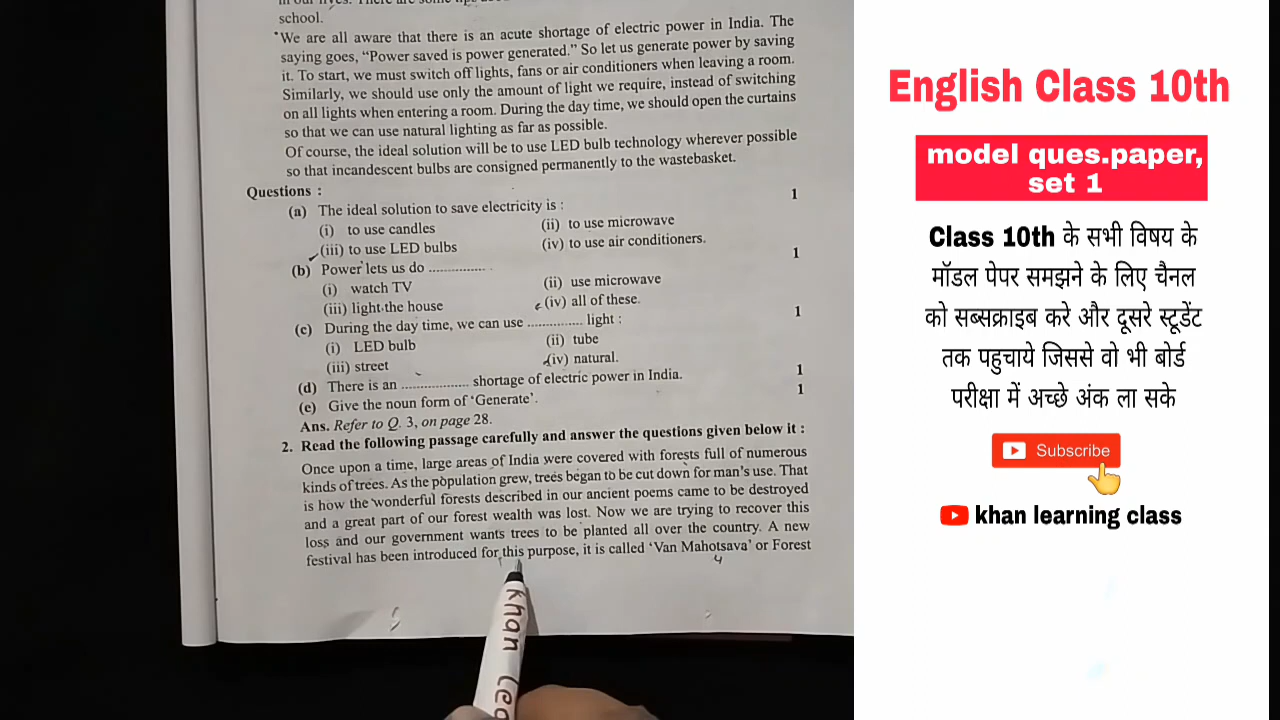 school.
We are all aware that there is an acute shortage of electric power in India. The
saying goes, “Power saved is power generated.” So let us generate power by saving
it. To start, we must switch off lights, fans or air conditioners when leaving a room.
Similarly, we should use only the amount of light we require, instead of switching
on all lights when entering a room. During the day time, we should open the curtains
so that we can use natural lighting as far as possible.
Of course, the ideal solution will be to use LED bulb technology wherever possible
so that incandescent bulbs are consigned permanently to the wastebasket.
Questions :
(a) The ideal solution to save electricity is : 1
(i) to use candles (ii) to use microwave
(iii) to use LED bulbs (iv) to use air conditioners.
(b) Power lets us do ............... 1
(i) watch TV (ii) use microwave
(iii) light the house (iv) all of these.
(c) During the day time, we can use ............... light : 1
(i) LED bulb (ii) tube
(iii) street (iv) natural.
(d) There is an .................. shortage of electric power in India. 1
(e) Give the noun form of ‘Generate’. 1
Ans. Refer to Q. 3, on page 28.
2. Read the following passage carefully and answer the questions given below it :
Once upon a time, large areas of India were covered with forests full of numerous
kinds of trees. As the population grew, trees began to be cut down for man’s use. That
is how the wonderful forests described in our ancient poems came to be destroyed
and a great part of our forest wealth was lost. Now we are trying to recover this
loss and our government wants trees to be planted all over the country. A new
festival has been introduced for this purpose, it is called ‘Van Mahotsava’ or Forest
khan Lea
English Class 10th
model ques.paper,
set 1
Class 10th के सभी विषय के
मॉडल पेपर समझने के लिए चैनल
को सब्सक्राइब करे और दूसरे स्टूडेंट
तक पहुचाये जिससे वो भी बोर्ड
परीक्षा में अच्छे अंक ला सके
Subscribe
khan learning class